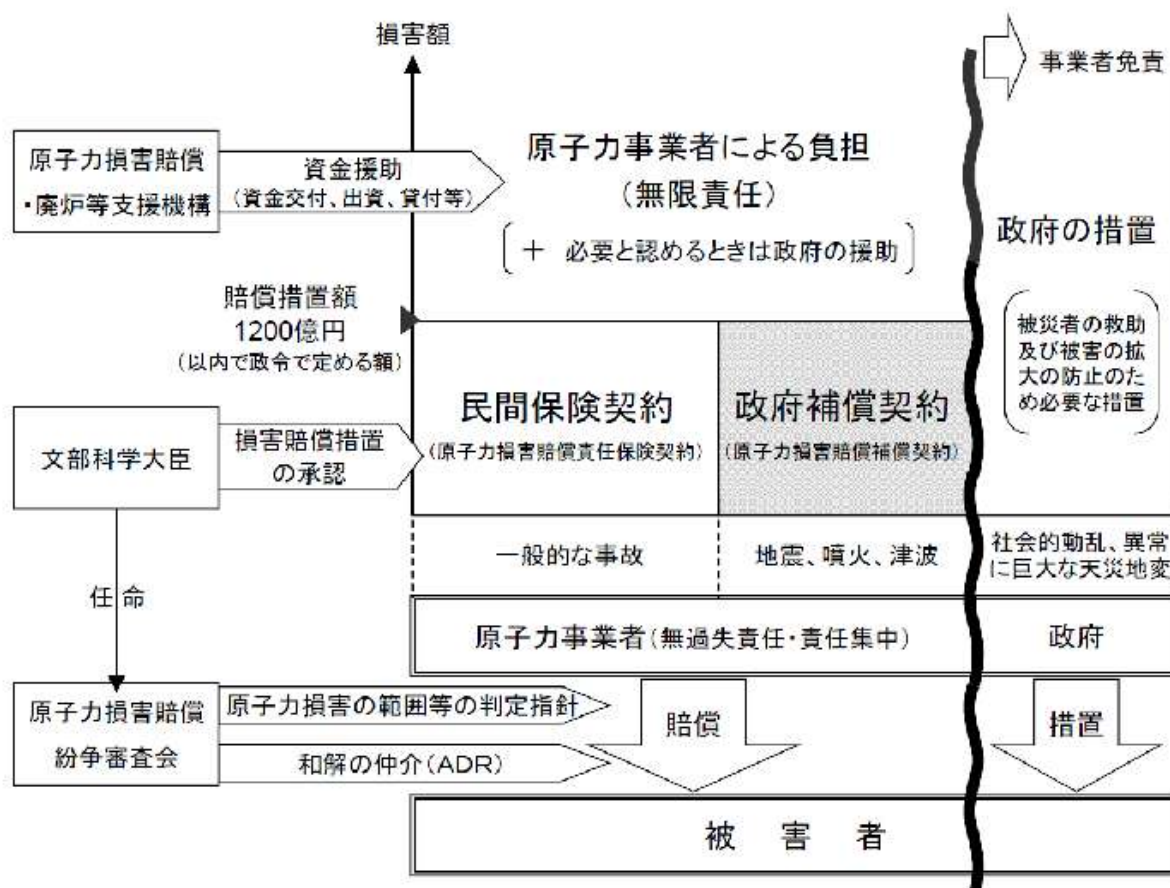 損害額
事業者免責
原子力損害賠償
・廃炉等支援機構
資金援助
(資金交付、出資、貸付等)
原子力事業者による負担
(無限責任)
+ 必要と認めるときは政府の援助
政府の措置
被災者の救助
及び被害の拡
大の防止のた
め必要な措置
賠償措置額
1200億円
(以内で政令で定める額)
民間保険契約
(原子力損害賠償責任保険契約)
政府補償契約
(原子力損害賠償補償契約)
文部科学大臣
損害賠償措置
の承認
一般的な事故
地震、噴火、津波
社会的動乱、異常
に巨大な天災地変
任命
原子力事業者(無過失責任・責任集中)
政府
原子力損害賠償
紛争審査会
原子力損害の範囲等の判定指針
和解の仲介(ADR)
賠償
措置
被害者